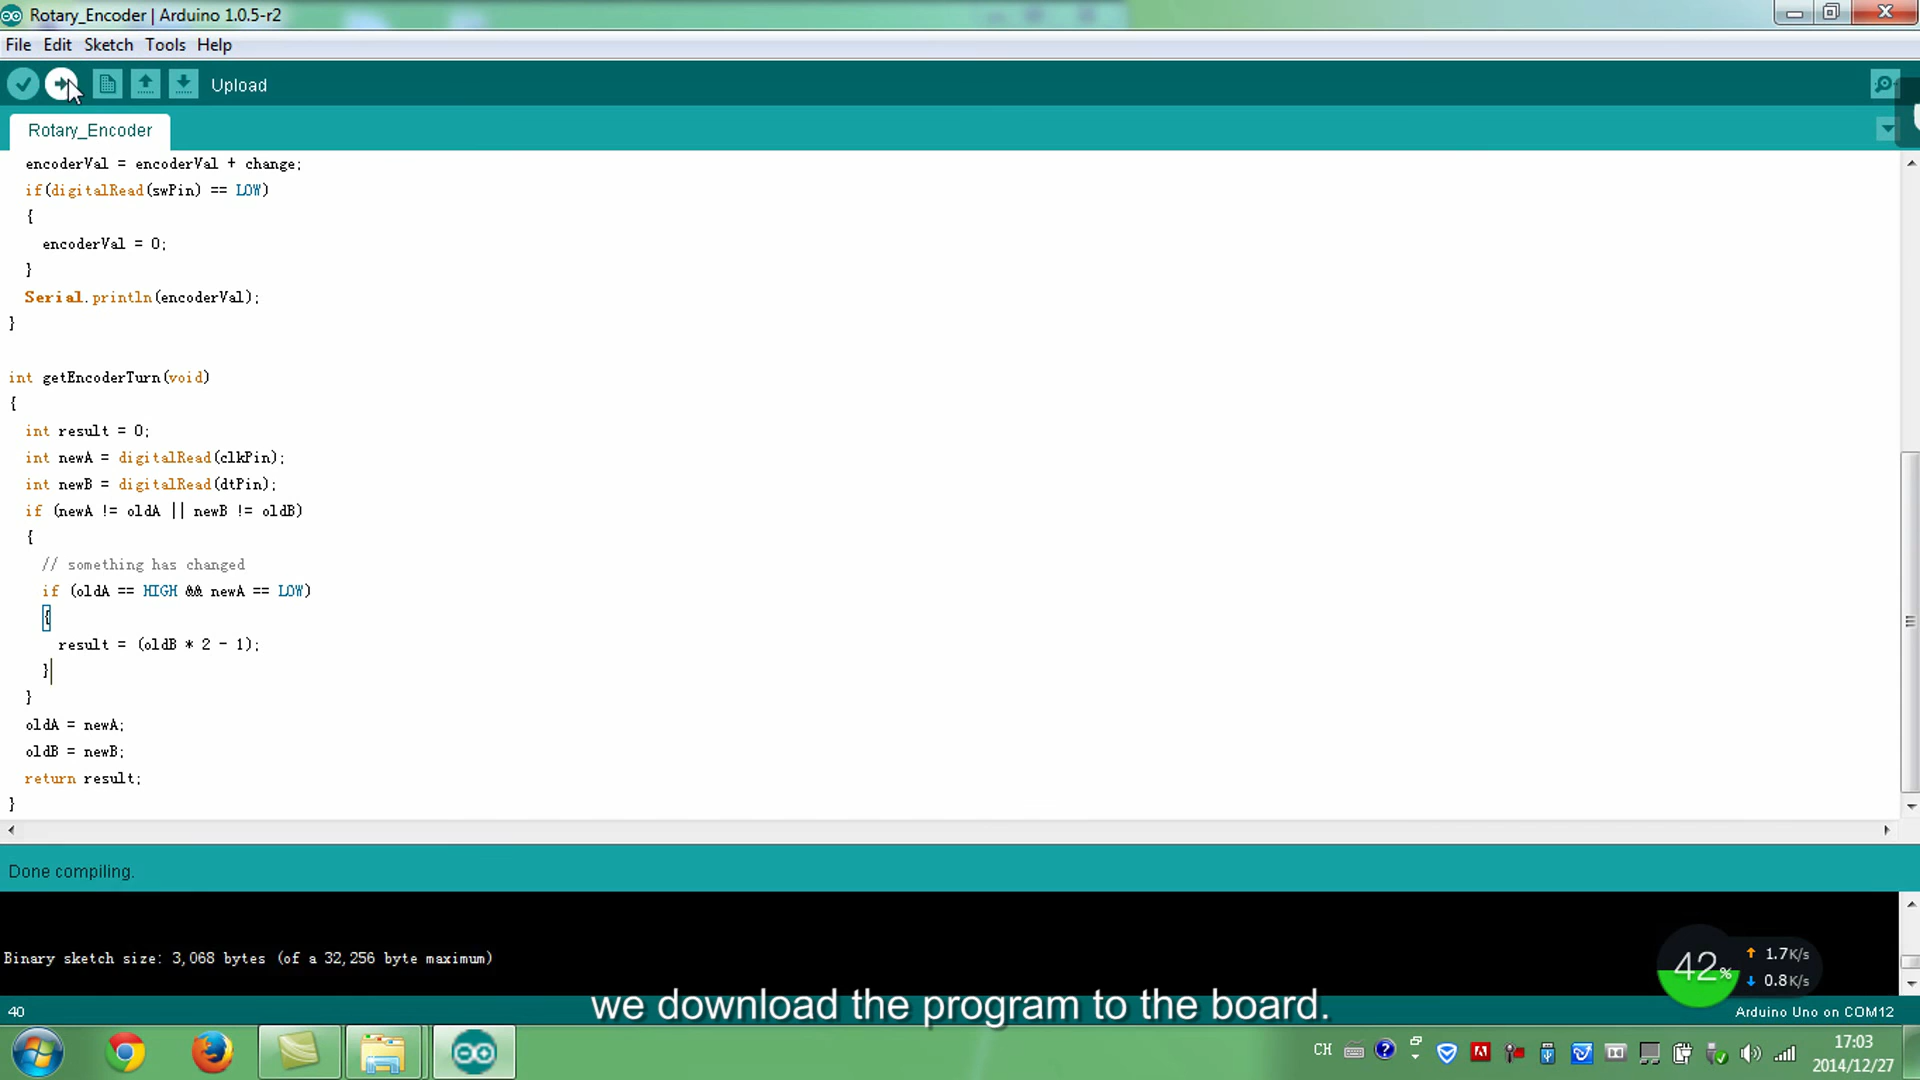 Rotary_Encoder | Arduino 1.0.5-r2
File Edit Sketch Tools Help
Upload
Rotary_Encoder
encoderVal = encoderVal + change;
if(digitalRead(swPin) == LOW)
{
encoderVal = 0;
}
Serial.println(encoderVal);
}
int getEncoderTurn(void)
{
int result = 0;
int newA = digitalRead(clkPin);
int newB = digitalRead(dtPin);
if (newA != oldA || newB != oldB)
{
// something has changed
if (oldA == HIGH && newA == LOW)
{
result = (oldB * 2 - 1);
}
}
oldA = newA;
oldB = newB;
return result;
}
Done compiling.
Binary sketch size: 3,068 bytes (of a 32,256 byte maximum)
42%
1.7K/s
0.8K/s
we download the program to the board.
40
Arduino Uno on COM12
CH
17:03
2014/12/27